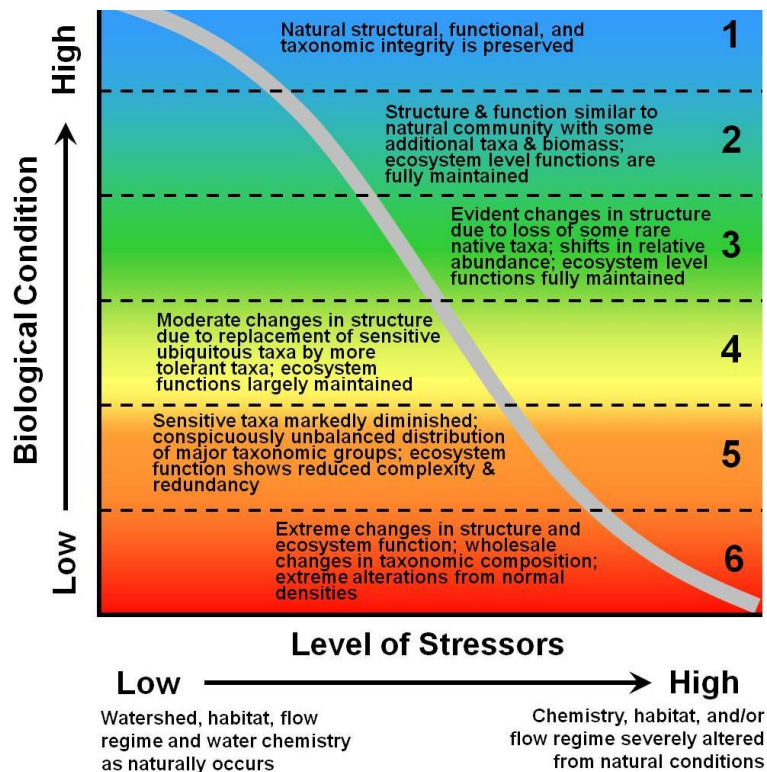 High
Biological Condition
Low
Natural structural, functional, and
taxonomic integrity is preserved
1
Structure & function similar to
natural community with some
additional taxa & biomass;
ecosystem level functions are
fully maintained
2
Evident changes in structure
due to loss of some rare
native taxa; shifts in relative
abundance; ecosystem level
functions fully maintained
3
Moderate changes in structure
due to replacement of sensitive
ubiquitous taxa by more
tolerant taxa; ecosystem
functions largely maintained
4
Sensitive taxa markedly diminished;
conspicuously unbalanced distribution
of major taxonomic groups; ecosystem
function shows reduced complexity &
redundancy
5
Extreme changes in structure and
ecosystem function; wholesale
changes in taxonomic composition;
extreme alterations from normal
densities
6
Level of Stressors
Low
High
Watershed, habitat, flow
regime and water chemistry
as naturally occurs
Chemistry, habitat, and/or
flow regime severely altered
from natural conditions